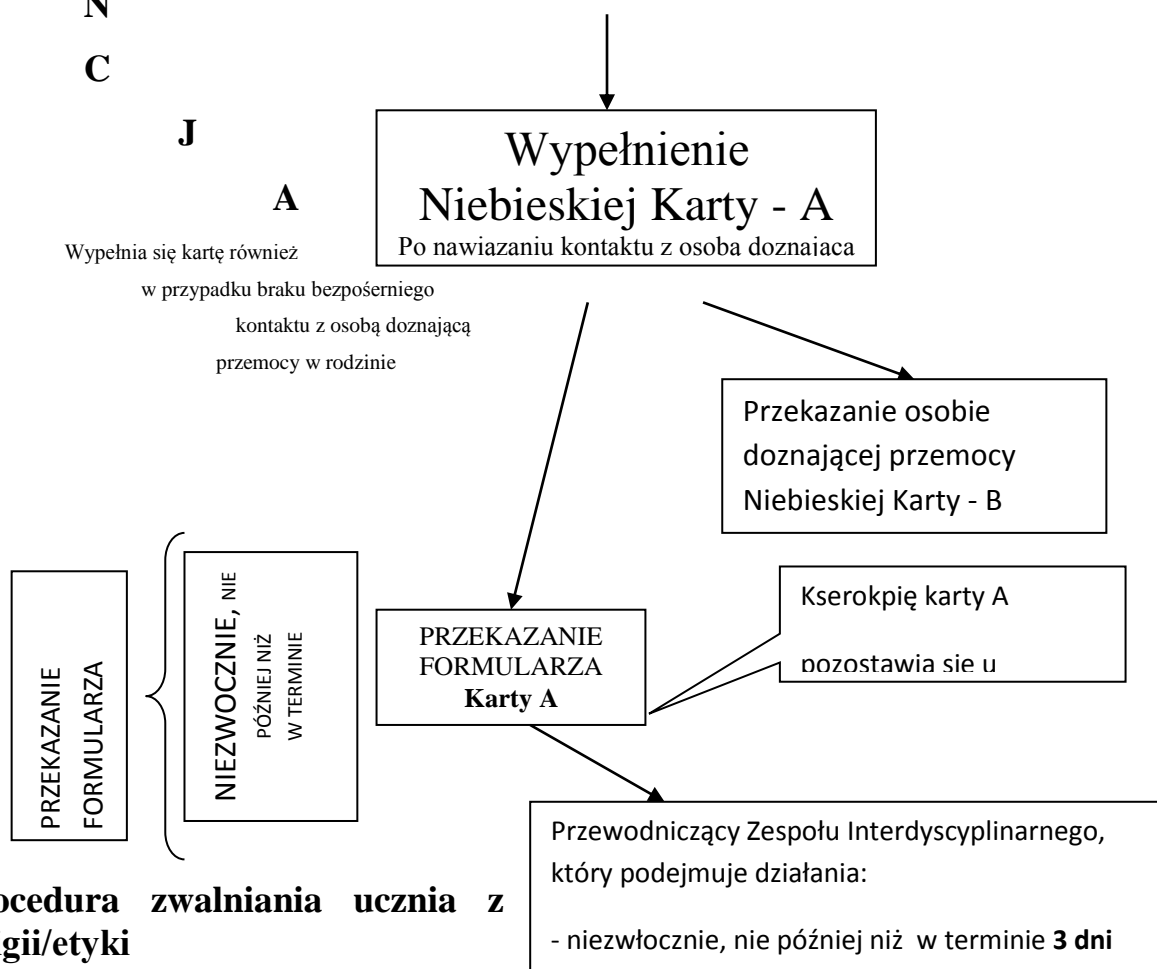 N
C
J
A
Wypełnienie
Niebieskiej Karty - A
Po nawiazaniu kontaktu z osoba doznajaca
Wypełnia się kartę również
w przypadku braku bezpośerniego
kontaktu z osobą doznającą
przemocy w rodzinie
Przekazanie osobie
doznającej przemocy
Niebieskiej Karty - B
PRZEKAZANIE
FORMULARZA
NIEZWOCZNIE, NIE
PÓŹNIEJ NIŻ
W TERMINIE
PRZEKAZANIE
FORMULARZA
Karty A
Kserokpię karty A
pozostawia się u
Przewodniczący Zespołu Interdyscyplinarnego,
który podejmuje działania:
- niezwłocznie, nie później niż w terminie 3 dni
ocedura zwalniania ucznia z
gii/etyki